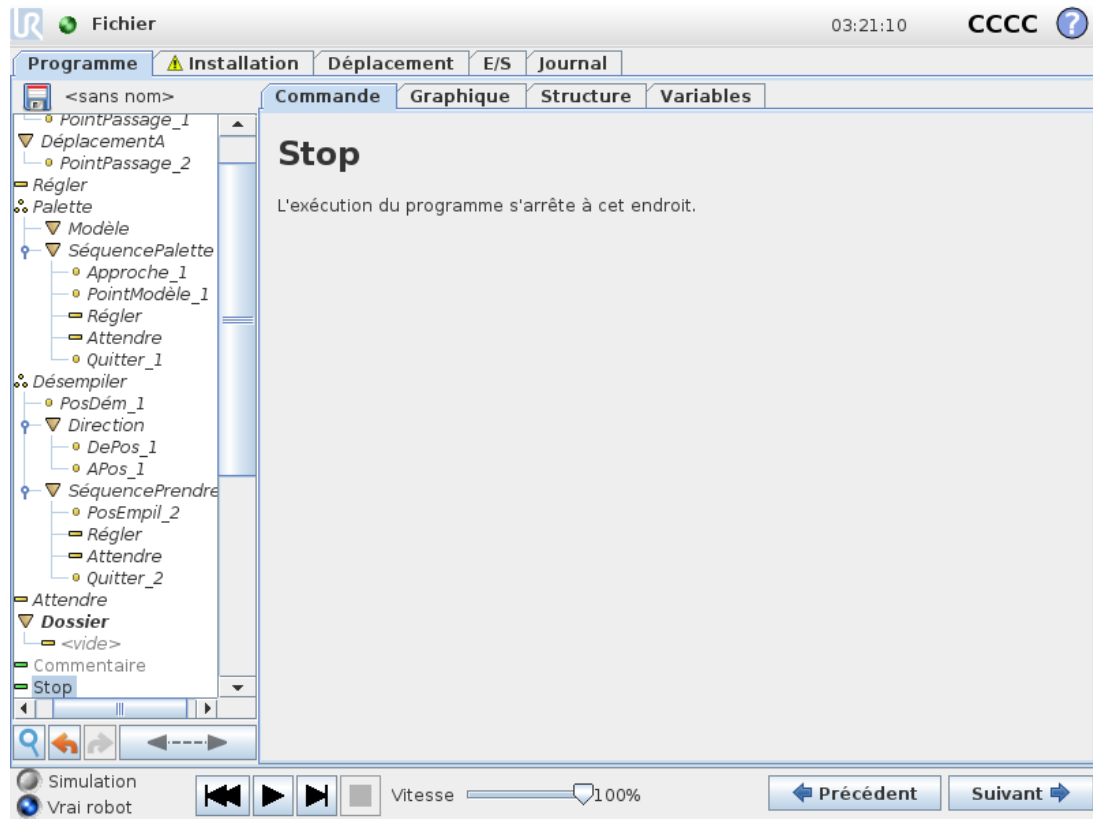 UR Fichier 03:21:10 CCCC ?
Programme Installation Déplacement E/S Journal
<sans nom> Commande Graphique Structure Variables
PointPassage_1
DéplacementA
PointPassage_2
Régler
Palette
Modèle
SéquencePalette
Approche_1
PointModèle_1
Régler
Attendre
Quitter_1
Désempiler
PosDém_1
Direction
DePos_1
APos_1
SéquencePrendre
PosEmpil_2
Régler
Attendre
Quitter_2
Attendre
Dossier
<vide>
Commentaire
Stop
Stop
L'exécution du programme s'arrête à cet endroit.
Simulation
Vrai robot
Vitesse 100% Précédent Suivant